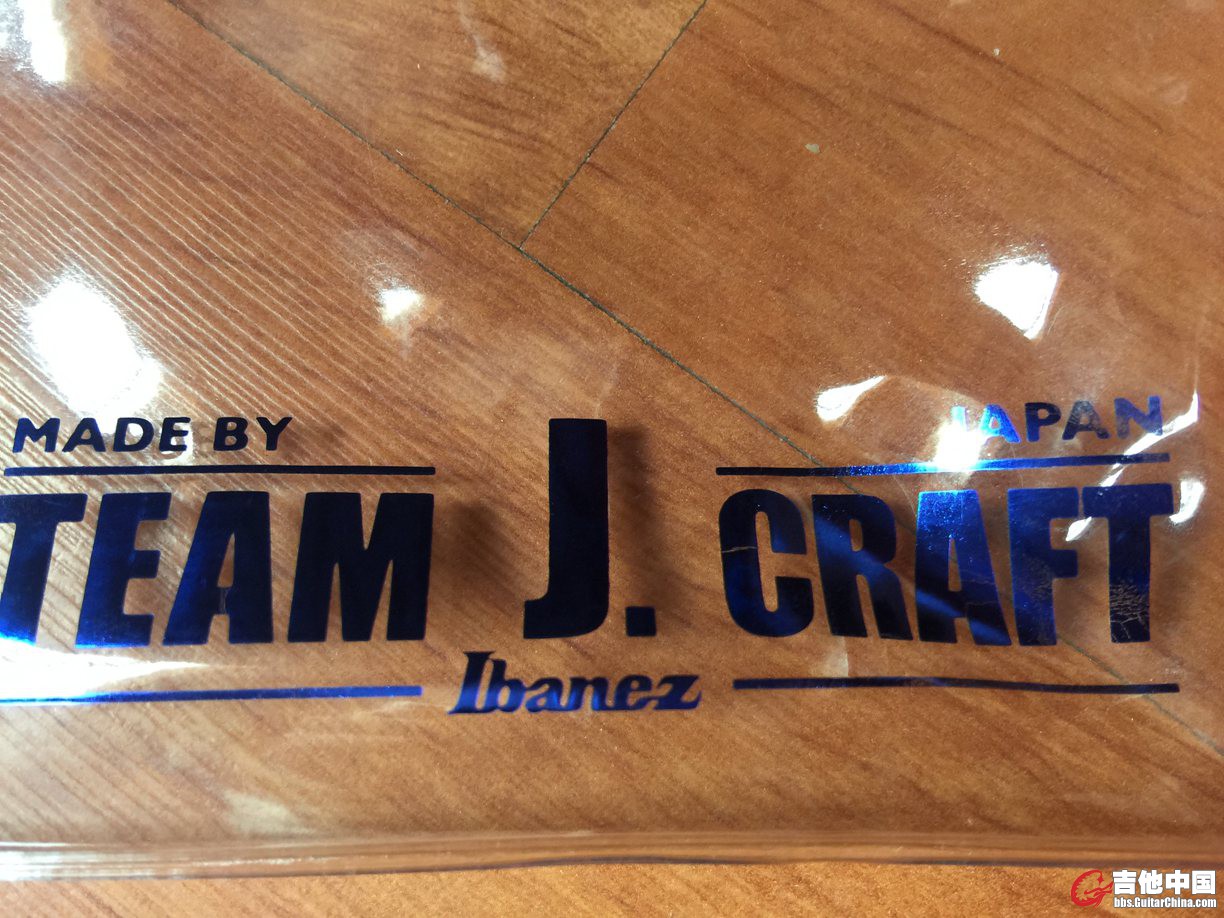 MADE BY
JAPAN
TEAM J. CRAFT
Ibanez
吉他中国
bbs.GuitarChina.com